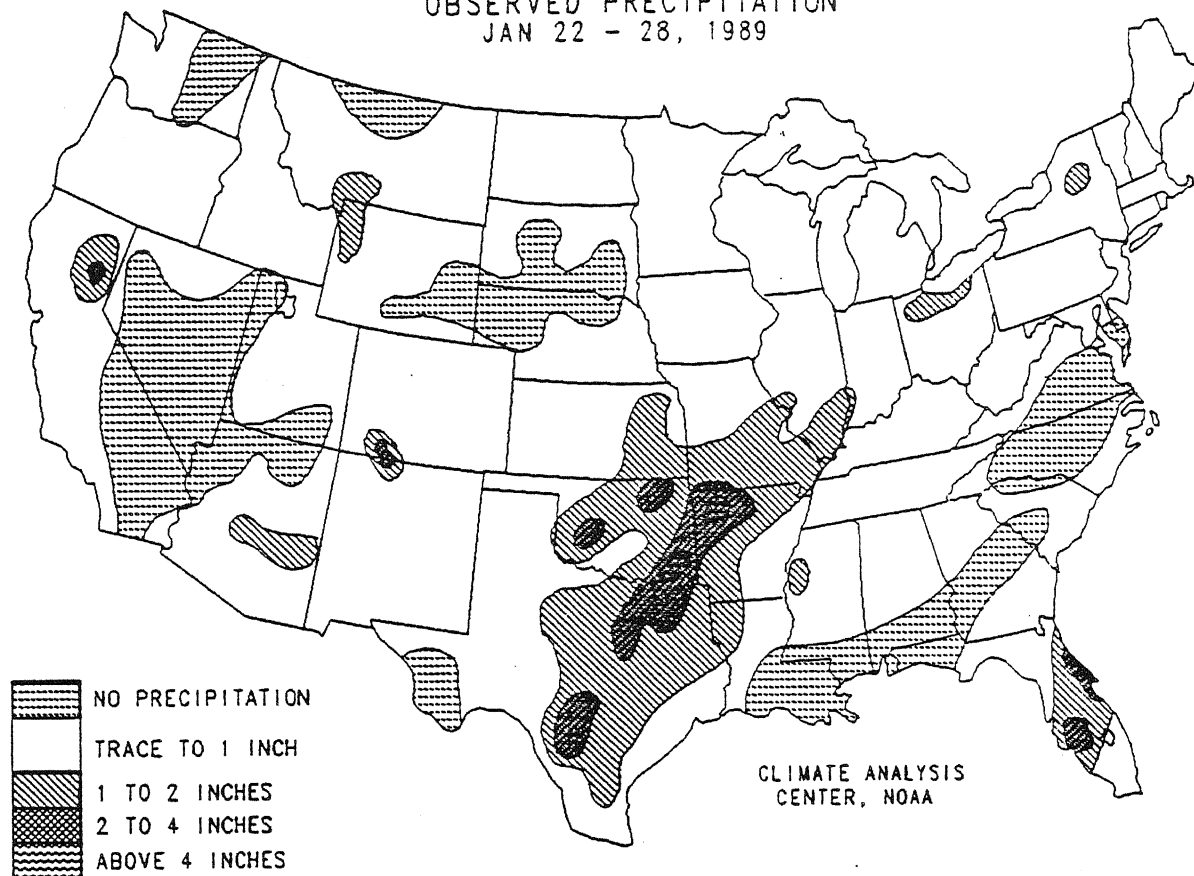 OBSERVED PRECIPITATION
JAN 22 - 28, 1989
NO PRECIPITATION
TRACE TO 1 INCH
1 TO 2 INCHES
2 TO 4 INCHES
ABOVE 4 INCHES
CLIMATE ANALYSIS
CENTER, NOAA